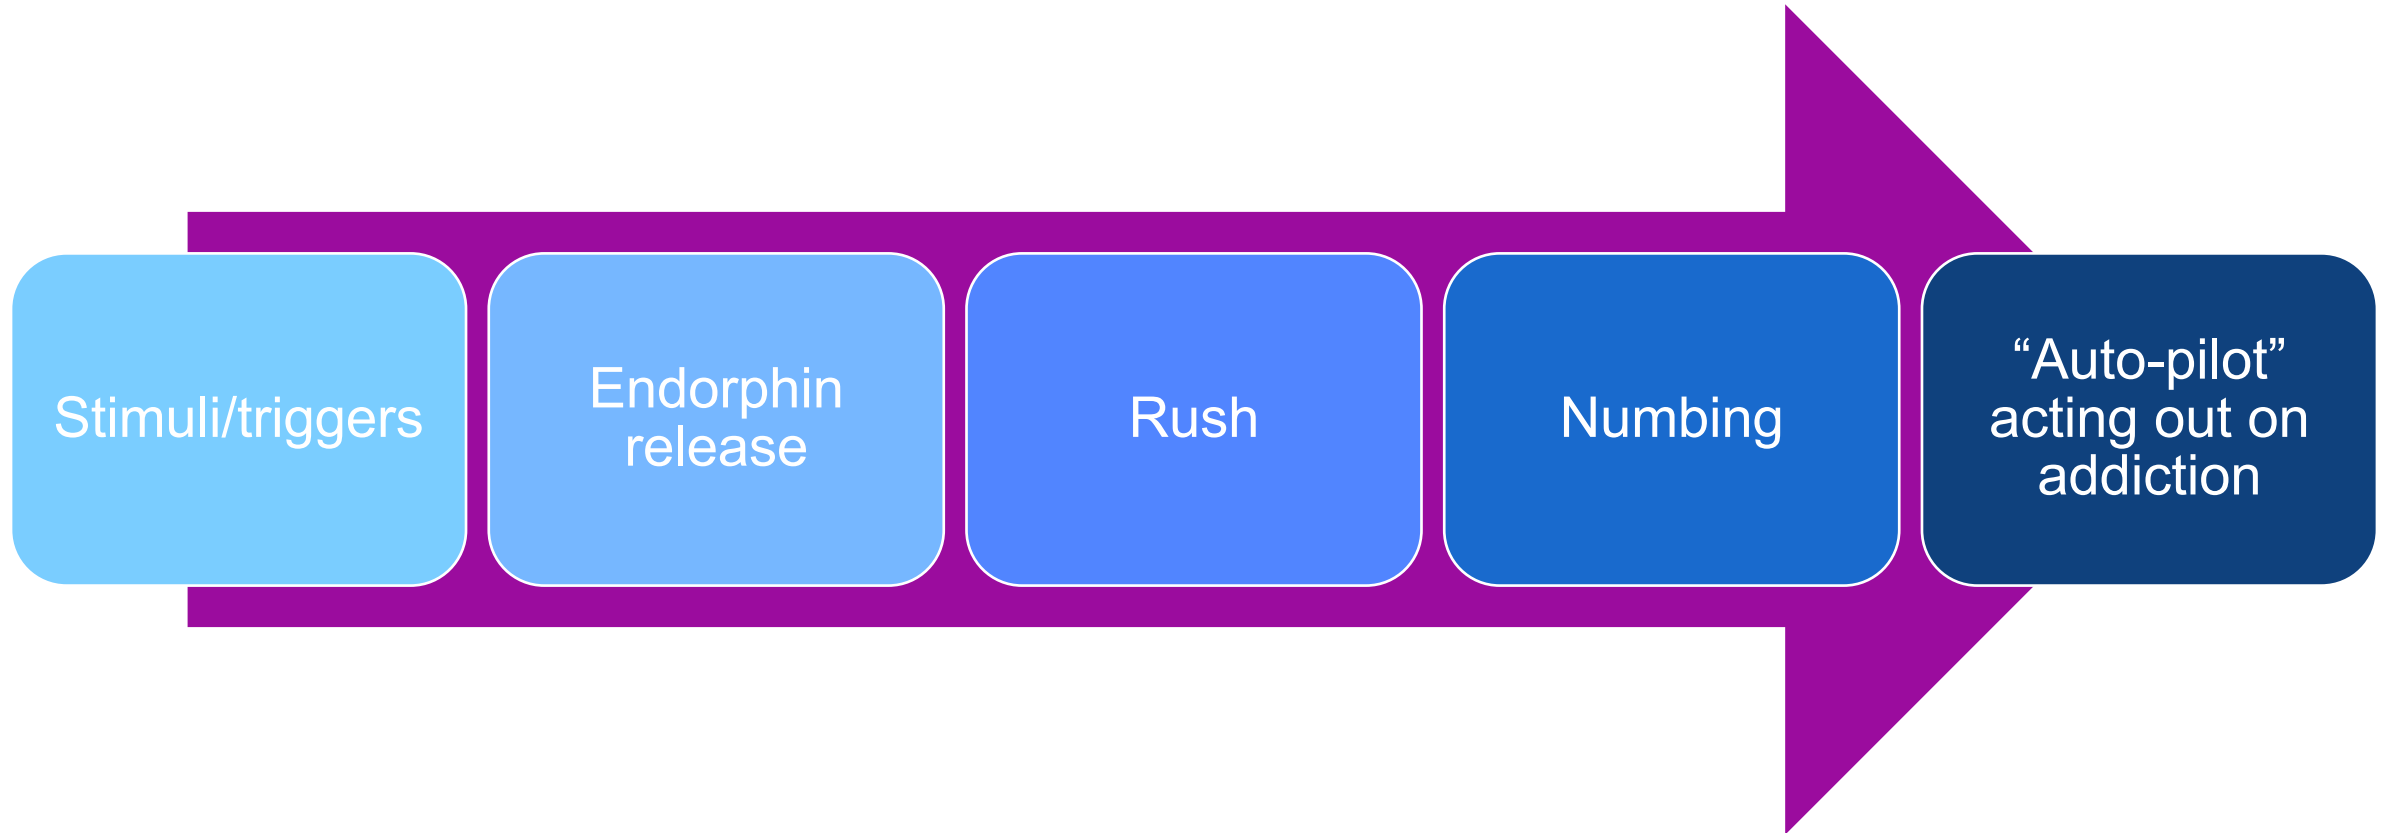 Stimuli/triggers
Endorphin
release
Rush
Numbing
“Auto-pilot”
acting out on
addiction